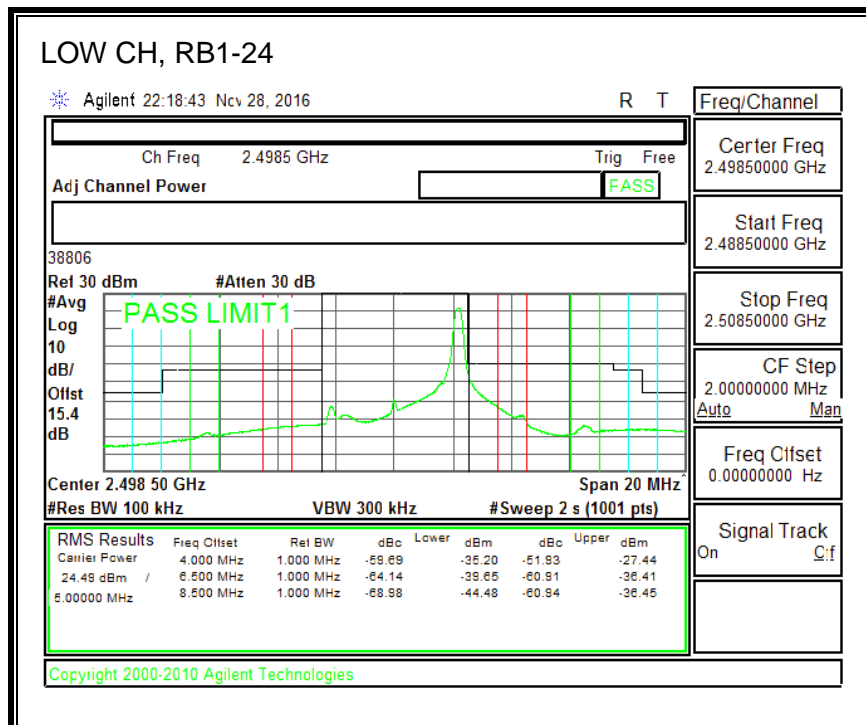 LOW CH, RB1-24
Agilent 22:18:43 Nov 28, 2016 R T
Freq/Channel
Ch Freq 2.4985 GHz Trig Free
Adj Channel Power PASS
Center Freq
2.49850000 GHz
Start Freq
2.48850000 GHz
38806
Ref 30 dBm #Atten 30 dB
#Avg
Log
10
dB/
Offst
15.4
dB
PASS LIMIT1
Stop Freq
2.50850000 GHz
CF Step
2.00000000 MHz
Auto Man
Freq Offset
0.00000000 Hz
Center 2.498 50 GHz Span 20 MHz^
#Res BW 100 kHz VBW 300 kHz #Sweep 2 s (1001 pts)
Signal Track
On Off
RMS Results Freq Offset Ref BW dBc Lower dBm dBc Upper dBm
Carrier Power 4.000 MHz 1.000 MHz -59.69 -35.20 -51.93 -27.44
24.49 dBm / 6.500 MHz 1.000 MHz -64.14 -39.65 -60.91 -36.41
5.00000 MHz 8.500 MHz 1.000 MHz -68.98 -44.48 -60.94 -36.45
Copyright 2000-2010 Agilent Technologies